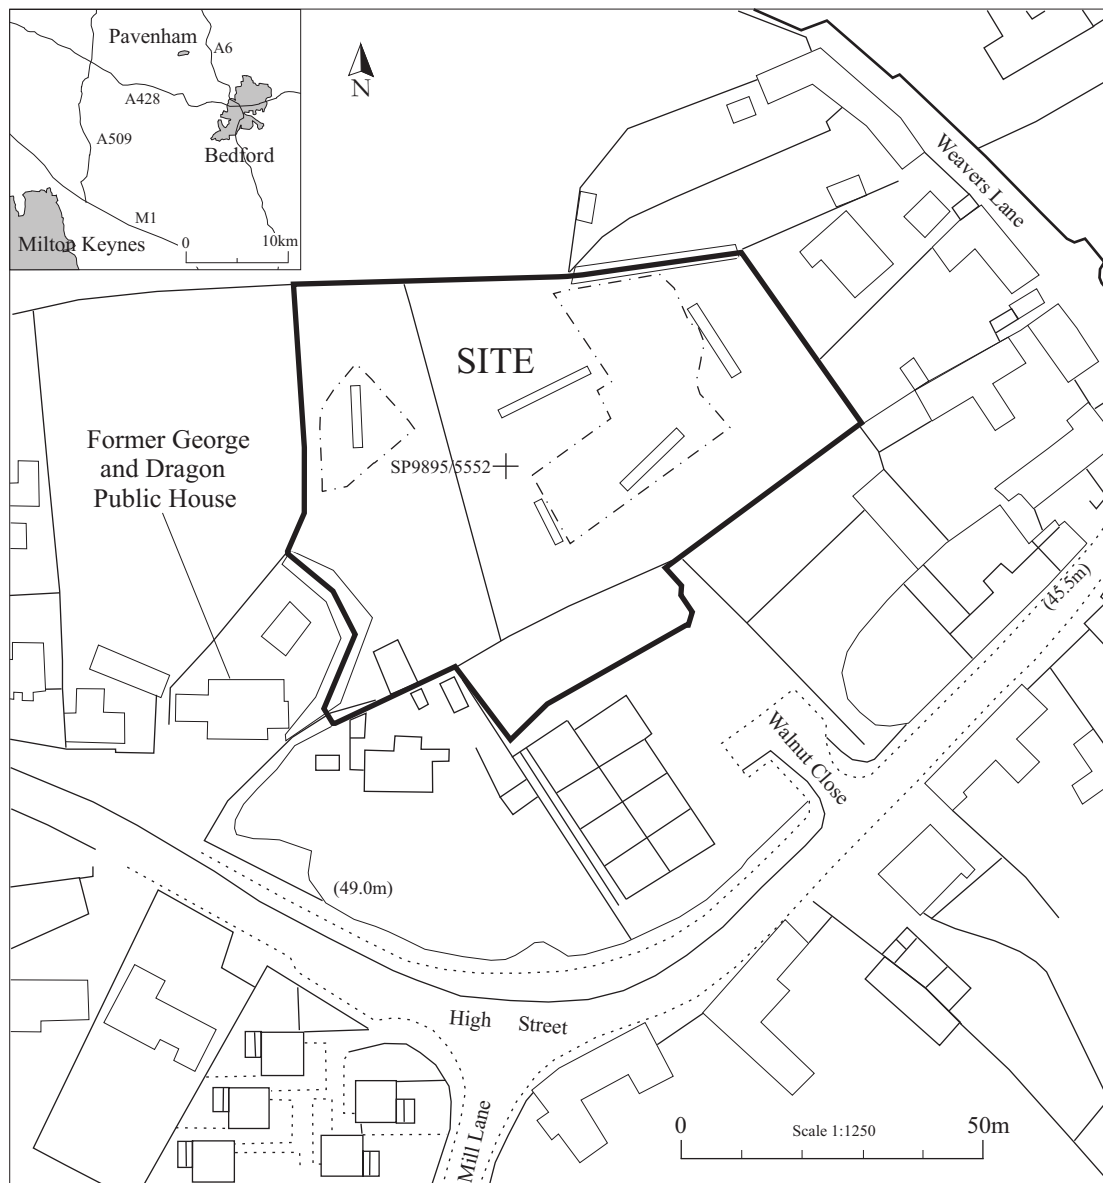 Pavenham
A6
N
A428
A509
Bedford
M1
Milton Keynes
0
10km
Weavers Lane
SITE
Former George
and Dragon
Public House
SP9895/5552
(45.5m)
Walnut Close
(49.0m)
High Street
Mill Lane
0
Scale 1:1250
50m